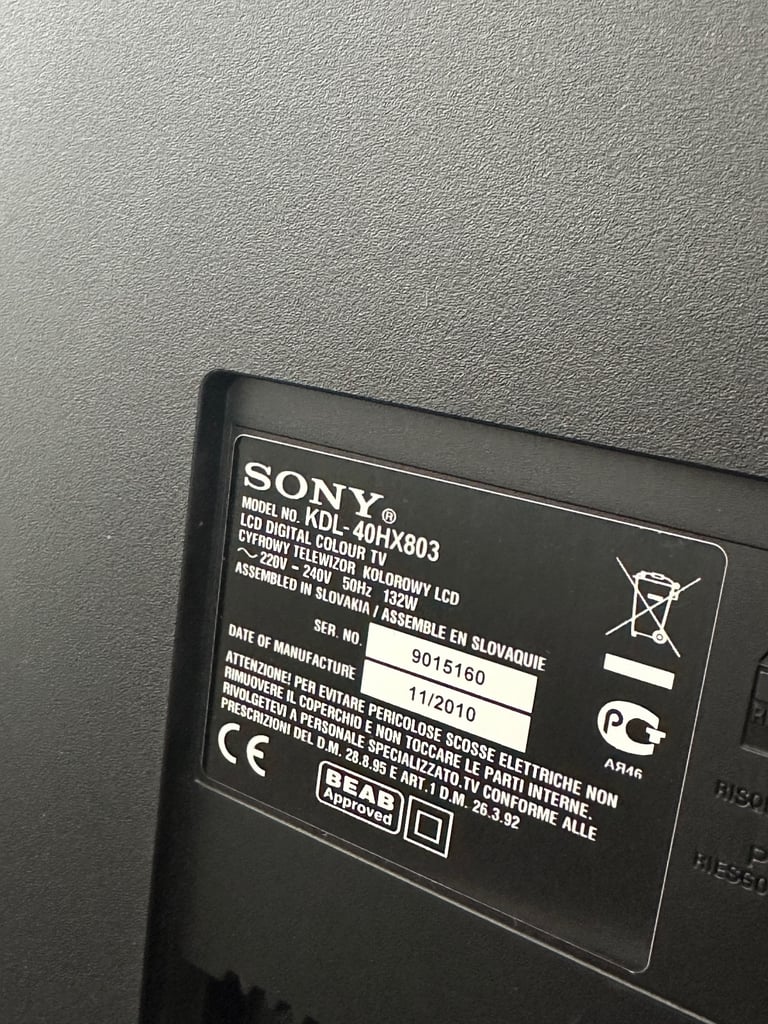 SONY®
MODEL NO. KDL-40HX803
LCD DIGITAL COLOUR TV
CYFROWY TELEWIZOR KOLOROWY LCD
~ 220V - 240V 50Hz 132W
ASSEMBLED IN SLOVAKIA / ASSEMBLE EN SLOVAQUIE
SER. NO. 9015160
DATE OF MANUFACTURE 11/2010
ATTENZIONE! PER EVITARE PERICOLOSE SCOSSE ELETTRICHE NON
RIMUOVERE IL COPERCHIO E NON TOCCARE LE PARTI INTERNE.
RIVOLGETEVI A PERSONALE SPECIALIZZATO.TV CONFORME ALLE
PRESCRIZIONI DEL D.M. 28.8.95 E ART.1 D.M. 26.3.92
CE
BEAB
Approved
РСТ
АЯ46